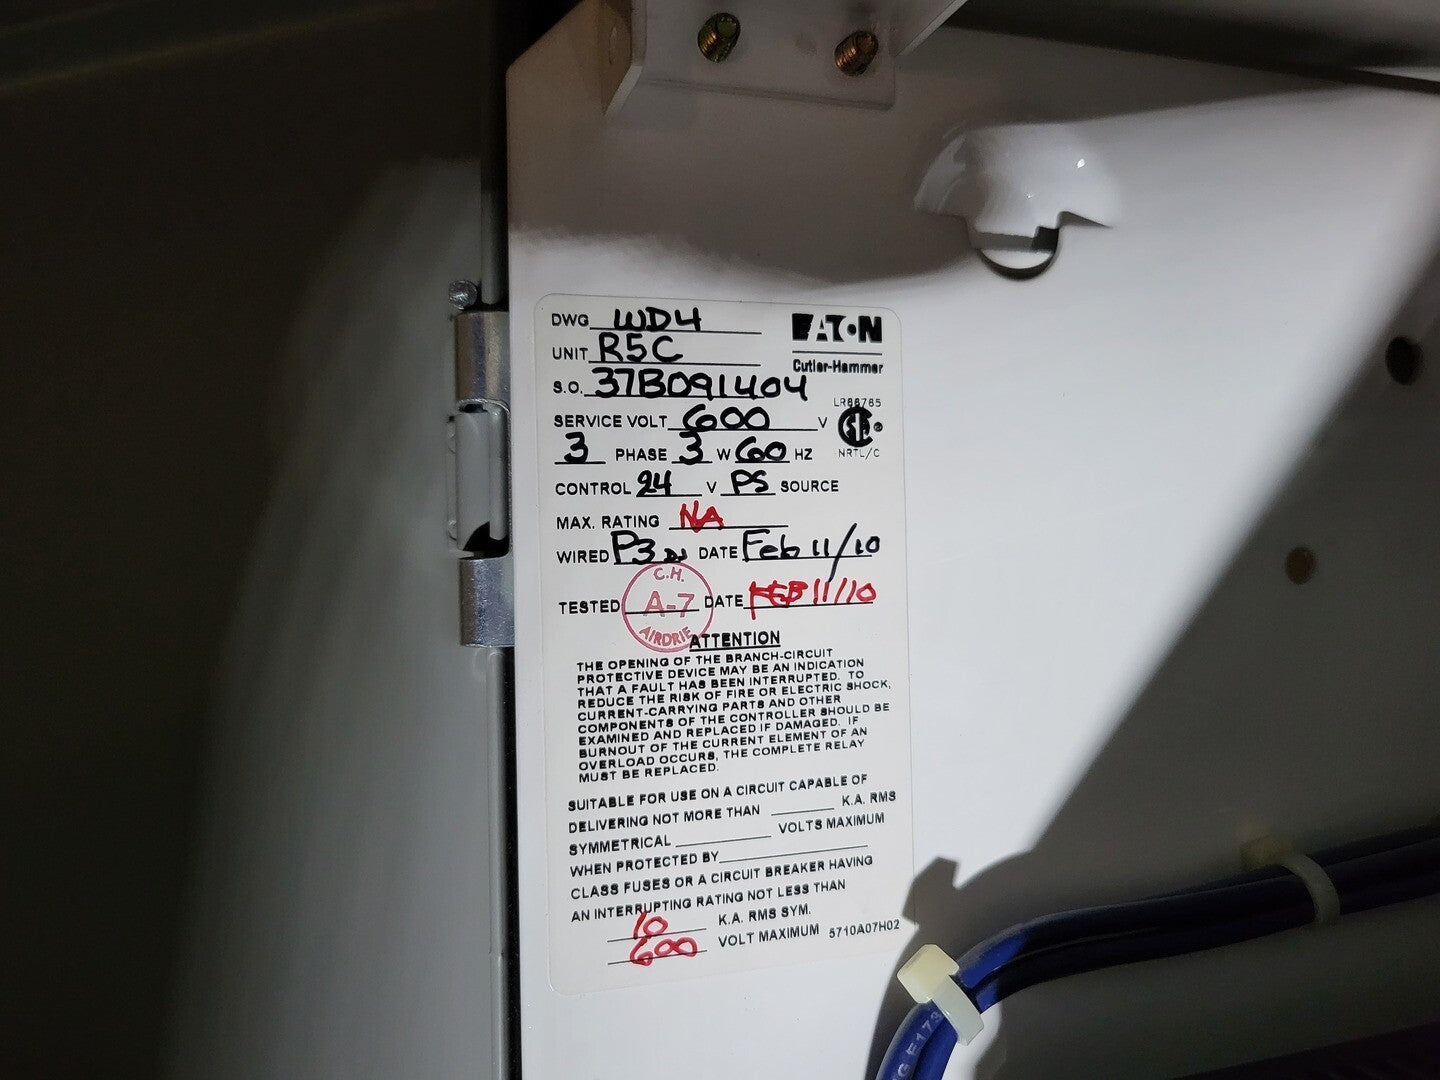 DWG WD4
EATON
UNIT R5C
Cutler-Hammer
S.O. 37B091404
LR68785
SERVICE VOLT 600 V
SA ®
NRTL/C
3 PHASE 3 W 60 HZ
CONTROL 24 V PS SOURCE
MAX. RATING NA
WIRED P3 DATE Feb 11/10
C.H.
TESTED A-7 DATE FEB 11/10
AIRDRIE
ATTENTION
THE OPENING OF THE BRANCH-CIRCUIT
PROTECTIVE DEVICE MAY BE AN INDICATION
THAT A FAULT HAS BEEN INTERRUPTED. TO
REDUCE THE RISK OF FIRE OR ELECTRIC SHOCK,
CURRENT-CARRYING PARTS AND OTHER
COMPONENTS OF THE CONTROLLER SHOULD BE
EXAMINED AND REPLACED IF DAMAGED. IF
BURNOUT OF THE CURRENT ELEMENT OF AN
OVERLOAD OCCURS, THE COMPLETE RELAY
MUST BE REPLACED.
SUITABLE FOR USE ON A CIRCUIT CAPABLE OF
DELIVERING NOT MORE THAN K.A. RMS
SYMMETRICAL VOLTS MAXIMUM
WHEN PROTECTED BY
CLASS FUSES OR A CIRCUIT BREAKER HAVING
AN INTERRUPTING RATING NOT LESS THAN
10 K.A. RMS SYM.
600 VOLT MAXIMUM 5710A07H02